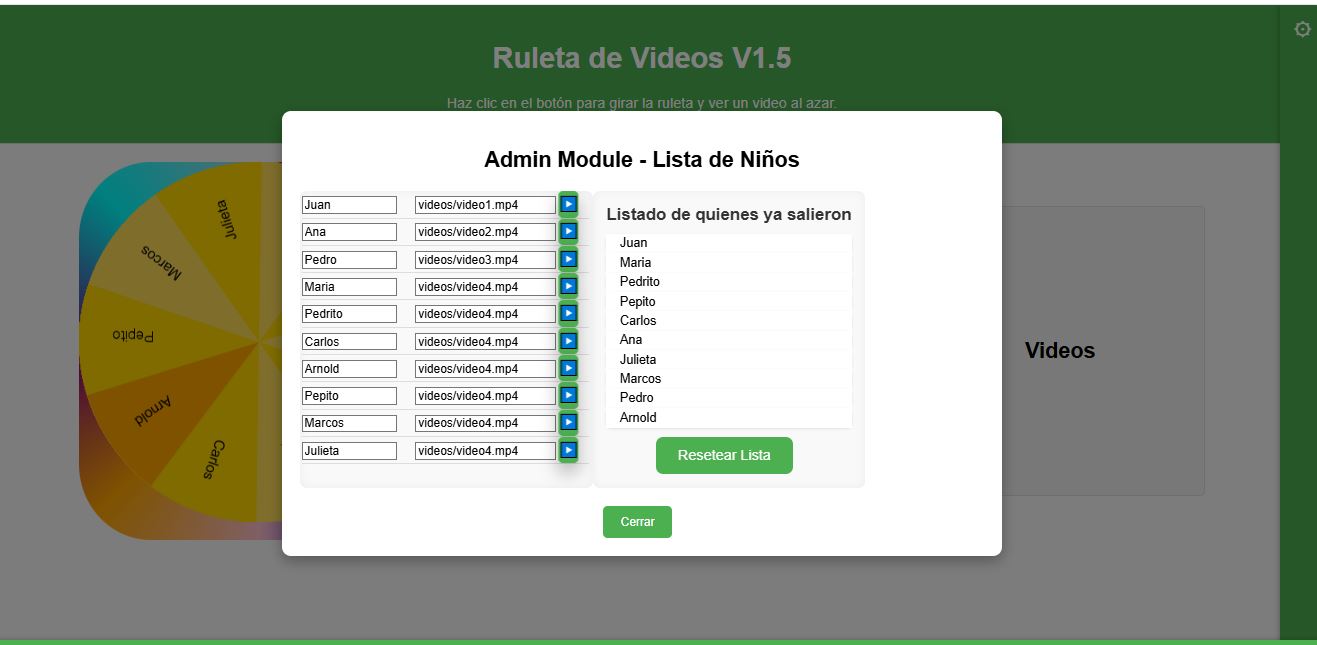 Ruleta de Videos V1.5
Haz clic en el botón para girar la ruleta y ver un video al azar.
Admin Module - Lista de Niños
Juan videos/video1.mp4
Ana videos/video2.mp4
Pedro videos/video3.mp4
Maria videos/video4.mp4
Pedrito videos/video4.mp4
Carlos videos/video4.mp4
Arnold videos/video4.mp4
Pepito videos/video4.mp4
Marcos videos/video4.mp4
Julieta videos/video4.mp4
Listado de quienes ya salieron
Juan
Maria
Pedrito
Pepito
Carlos
Ana
Julieta
Marcos
Pedro
Arnold
Resetear Lista
Cerrar
Julieta
Marcos
Pepito
Arnold
Carlos
Videos